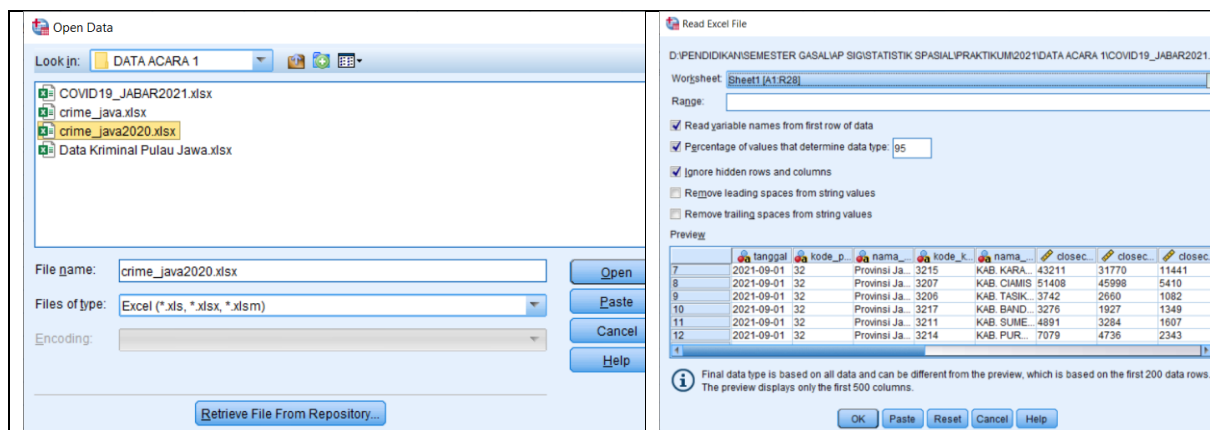 Open Data
Look in: DATA ACARA 1
COVID19_JABAR2021.xlsx
crime_java.xlsx
crime_java2020.xlsx
Data Kriminal Pulau Jawa.xlsx
File name: crime_java2020.xlsx Open
Files of type: Excel (*.xls, *.xlsx, *.xlsm) Paste
Encoding: Cancel
Help
Retrieve File From Repository...
Read Excel File
D:\PENDIDIKAN\SEMESTER GASAL\AP SIG\STATISTIK SPASIAL\PRAKTIKUM\2021\DATA ACARA 1\COVID19_JABAR2021.
Worksheet: Sheet1 [A1:R28]
Range:
Read variable names from first row of data
Percentage of values that determine data type: 95
Ignore hidden rows and columns
Remove leading spaces from string values
Remove trailing spaces from string values
Preview
tanggal kode_p... nama_... kode_k... nama_... closec... closec... closec.
7 2021-09-01 32 Provinsi Ja... 3215 KAB. KARA... 43211 31770 11441
8 2021-09-01 32 Provinsi Ja... 3207 KAB. CIAMIS 51408 45998 5410
9 2021-09-01 32 Provinsi Ja... 3206 KAB. TASIK... 3742 2660 1082
10 2021-09-01 32 Provinsi Ja... 3217 KAB. BAND... 3276 1927 1349
11 2021-09-01 32 Provinsi Ja... 3211 KAB. SUME... 4891 3284 1607
12 2021-09-01 32 Provinsi Ja... 3214 KAB. PUR... 7079 4736 2343
Final data type is based on all data and can be different from the preview, which is based on the first 200 data rows.
The preview displays only the first 500 columns.
OK Paste Reset Cancel Help